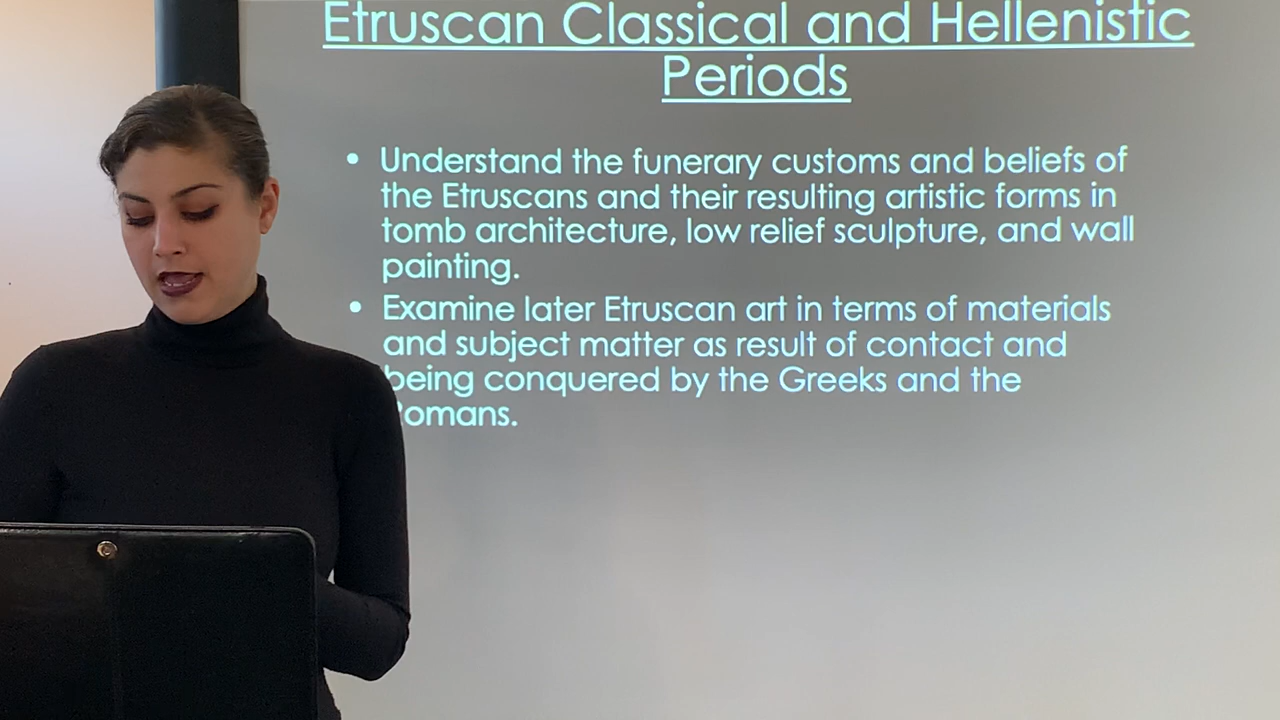 Etruscan Classical and Hellenistic
Periods
• Understand the funerary customs and beliefs of
the Etruscans and their resulting artistic forms in
tomb architecture, low relief sculpture, and wall
painting.
• Examine later Etruscan art in terms of materials
and subject matter as result of contact and
being conquered by the Greeks and the
Romans.